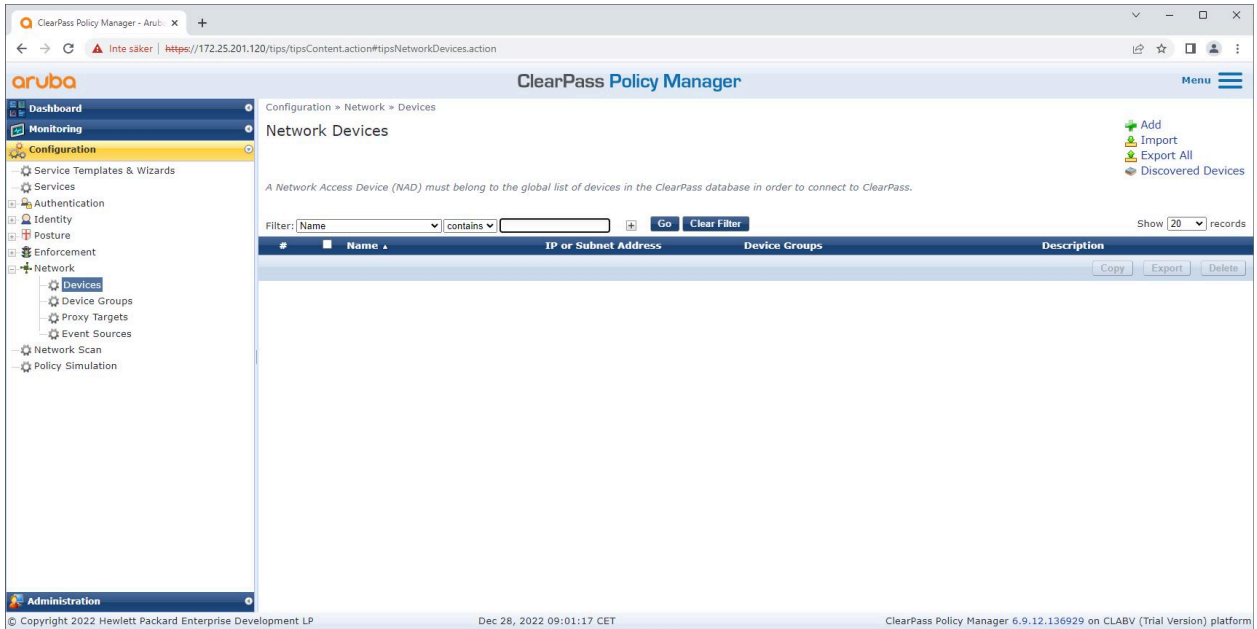 ClearPass Policy Manager - Arub
Inte säker | https://172.25.201.120/tips/tipsContent.action#tipsNetworkDevices.action
aruba
ClearPass Policy Manager
Menu
Dashboard
Monitoring
Configuration
Service Templates & Wizards
Services
Authentication
Identity
Posture
Enforcement
Network
Devices
Device Groups
Proxy Targets
Event Sources
Network Scan
Policy Simulation
Administration
Configuration » Network » Devices
Network Devices
Add
Import
Export All
Discovered Devices
A Network Access Device (NAD) must belong to the global list of devices in the ClearPass database in order to connect to ClearPass.
Filter: Name contains + Go Clear Filter Show 20 records
# Name IP or Subnet Address Device Groups Description
Copy Export Delete
© Copyright 2022 Hewlett Packard Enterprise Development LP Dec 28, 2022 09:01:17 CET ClearPass Policy Manager 6.9.12.136929 on CLABV (Trial Version) platform